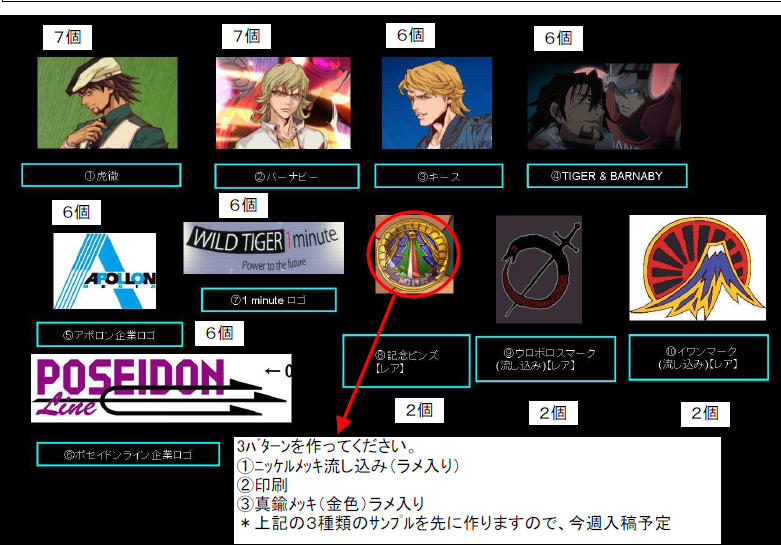 7個
7個
6個
6個
①虎徹
②バーナビー
③キース
④TIGER & BARNABY
6個
6個
APOLLON
MEDIA
WILD TIGER 1minute
Power to the future
⑤アポロン企業ロゴ
⑦1 minute ロゴ
⑧記念ピンズ
【レア】
⑨ウロボロスマーク
(流し込み)【レア】
⑩イワンマーク
(流し込み)【レア】
6個
POSEIDON
Line
←0
⑥ポセイドンライン企業ロゴ
2個
2個
2個
3パターンを作ってください。
①ニッケルメッキ流し込み(ラメ入り)
②印刷
③真鍮メッキ(金色)ラメ入り
*上記の3種類のサンプルを先に作りますので、今週入稿予定